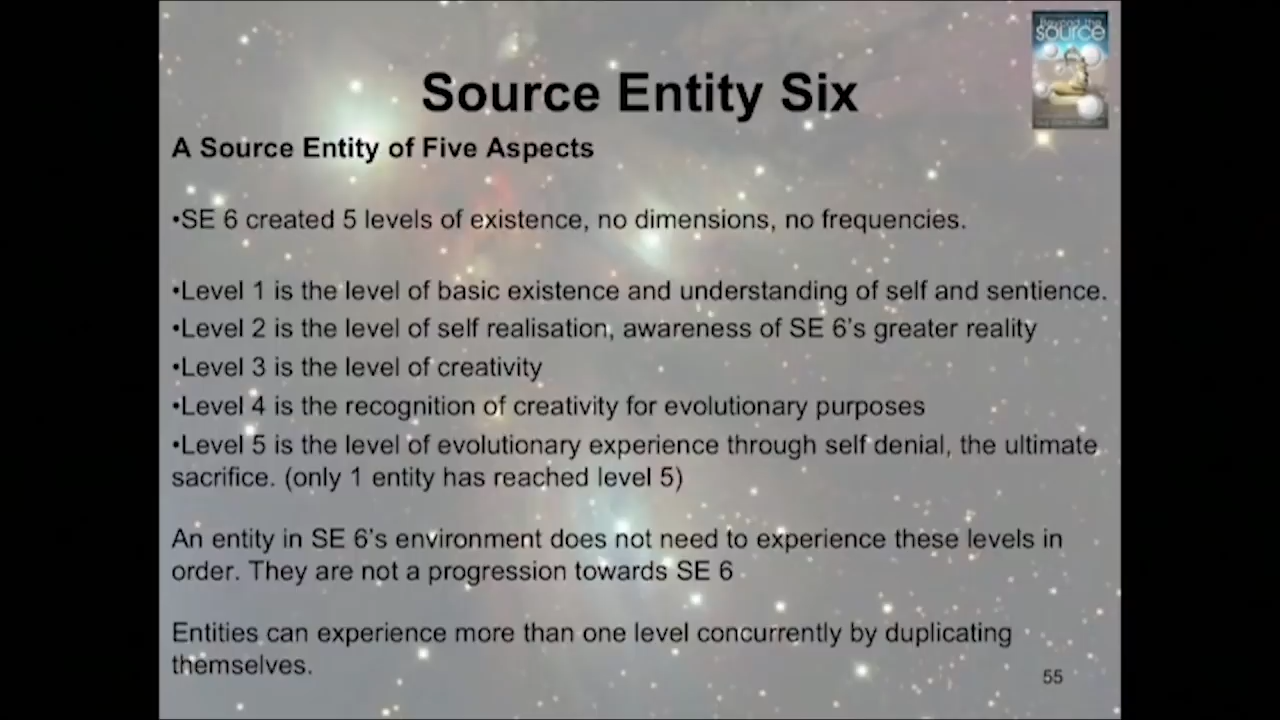 Beyond the
source
Source Entity Six
A Source Entity of Five Aspects
•SE 6 created 5 levels of existence, no dimensions, no frequencies.
•Level 1 is the level of basic existence and understanding of self and sentience.
•Level 2 is the level of self realisation, awareness of SE 6's greater reality
•Level 3 is the level of creativity
•Level 4 is the recognition of creativity for evolutionary purposes
•Level 5 is the level of evolutionary experience through self denial, the ultimate
sacrifice. (only 1 entity has reached level 5)
An entity in SE 6's environment does not need to experience these levels in
order. They are not a progression towards SE 6
Entities can experience more than one level concurrently by duplicating
themselves.
55